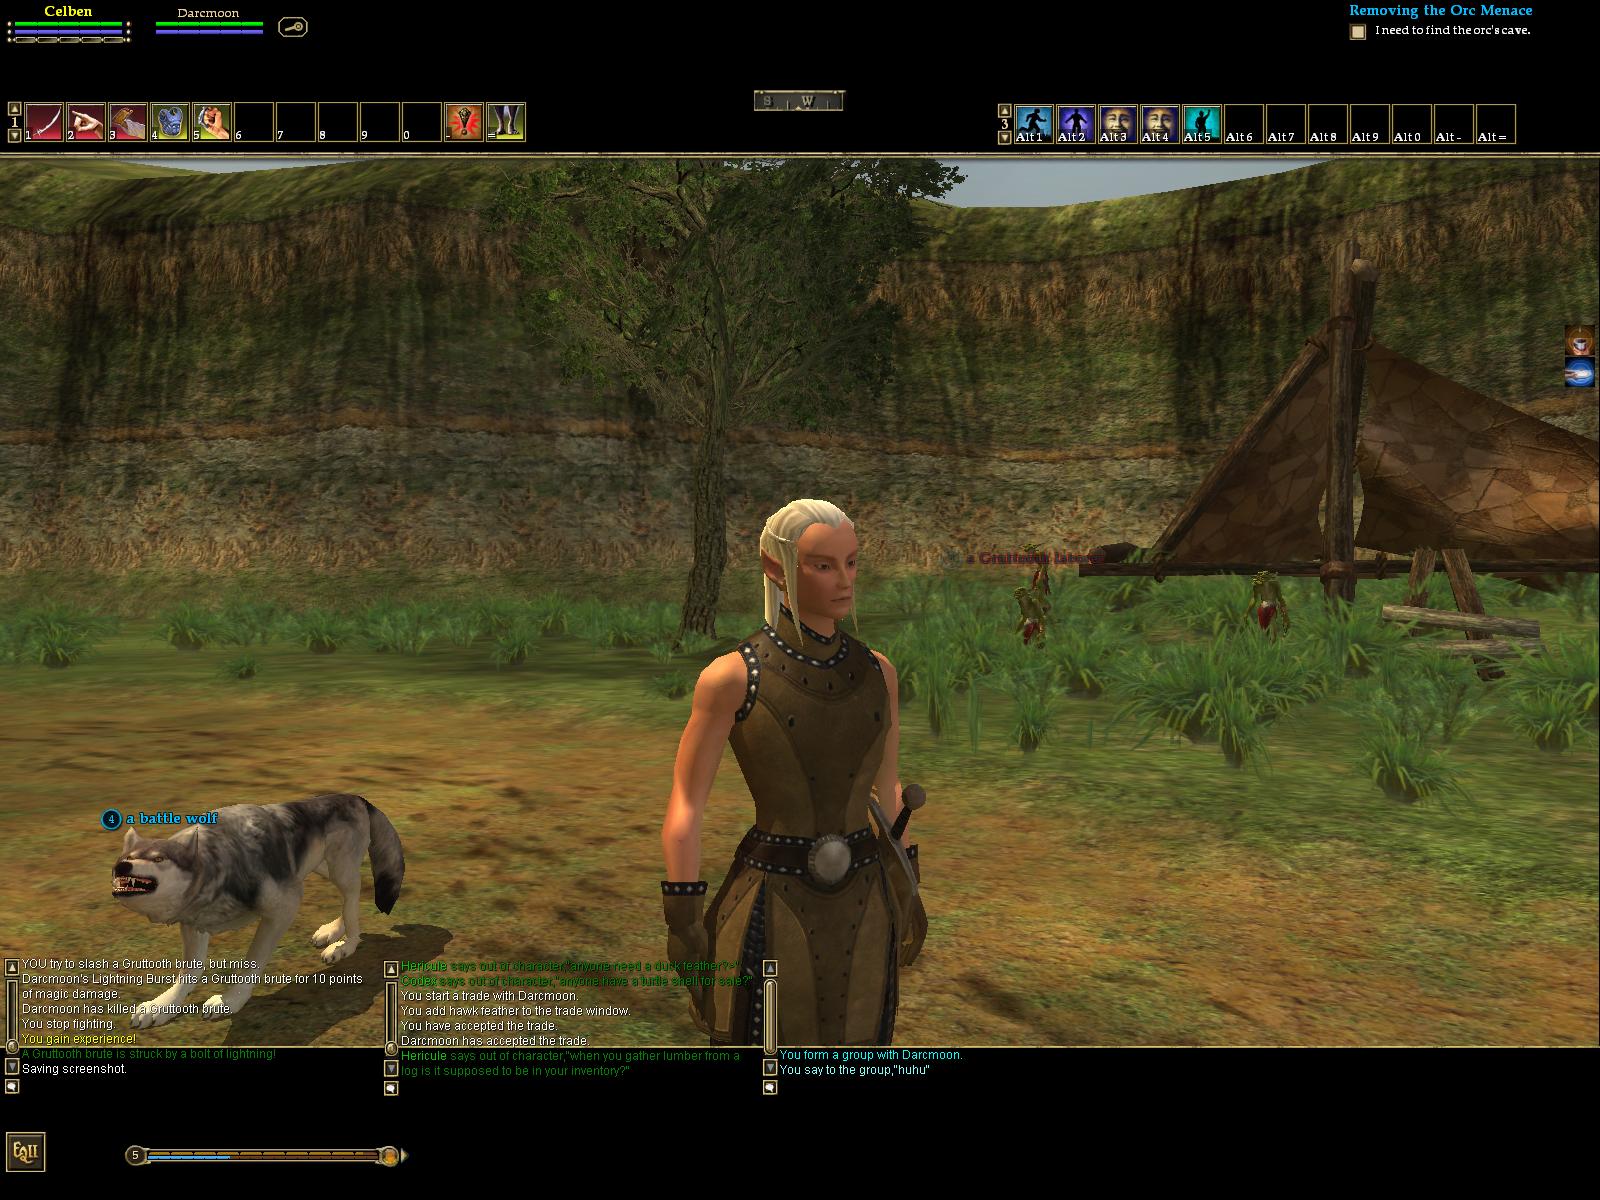 Celben
Darcmoon
Removing the Orc Menace
I need to find the orc's cave.
S W
1
1 2 3 4 5 6 7 8 9 0 - =
3
Alt1 Alt2 Alt3 Alt4 Alt5 Alt6 Alt7 Alt8 Alt9 Alt0 Alt- Alt=
a Gruttooth
4 a battle wolf
YOU try to slash a Gruttooth brute, but miss.
Darcmoon's Lightning Burst hits a Gruttooth brute for 10 points
of magic damage.
Darcmoon has killed a Gruttooth brute.
You stop fighting.
You gain experience!
A Gruttooth brute is struck by a bolt of lightning!
Saving screenshot.
Hericule says out of character,"anyone need a duck feather?="
Codex says out of character,"anyone have a turtle shell for sale?"
You start a trade with Darcmoon.
You add hawk feather to the trade window.
You have accepted the trade.
Darcmoon has accepted the trade.
Hericule says out of character,"when you gather lumber from a
log is it supposed to be in your inventory?"
You form a group with Darcmoon.
You say to the group,"huhu"
EQII
5